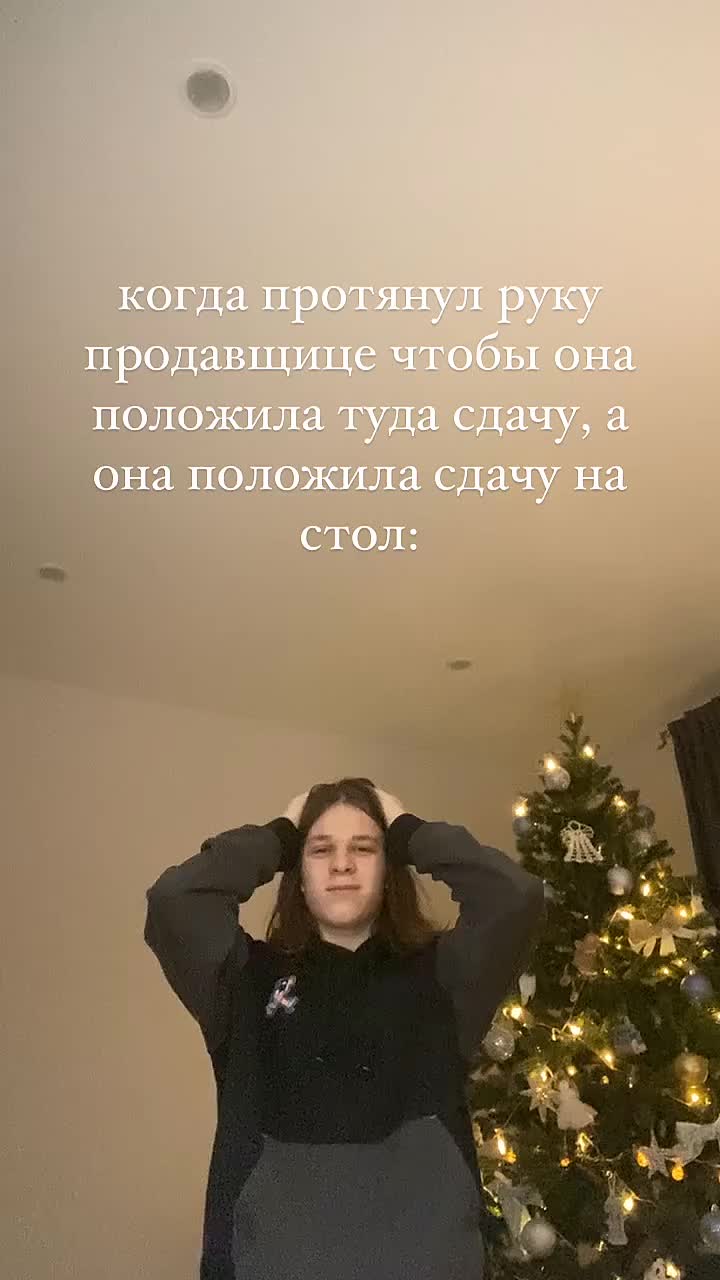 когда протянул руку
продавщице чтобы она
положила туда сдачу, а
она положила сдачу на
стол: